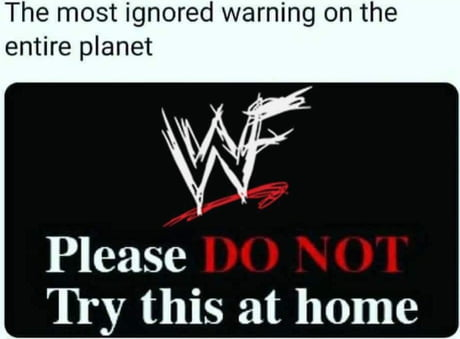 The most ignored warning on the
entire planet
WF
Please DO NOT
Try this at home